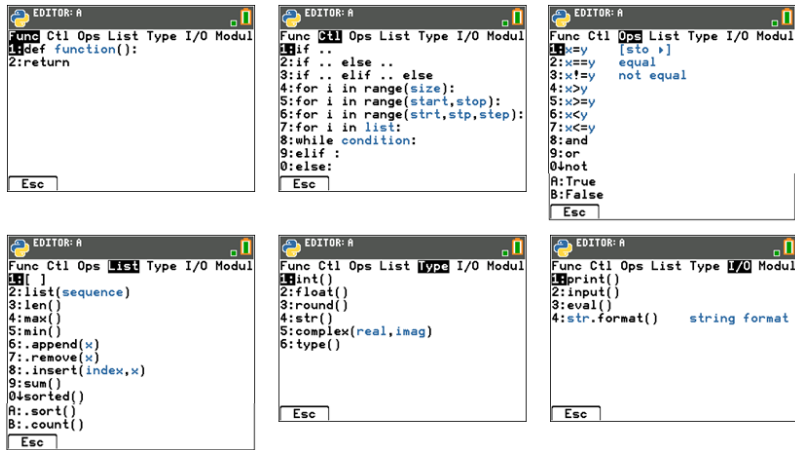 EDITOR: A
Func Ctl Ops List Type I/O Modul
1:def function():
2:return
Esc
EDITOR: A
Func Ctl Ops List Type I/O Modul
1:if ..
2:if .. else ..
3:if .. elif .. else
4:for i in range(size):
5:for i in range(start,stop):
6:for i in range(strt,stp,step):
7:for i in list:
8:while condition:
9:elif :
0:else:
Esc
EDITOR: A
Func Ctl Ops List Type I/O Modul
1:x=y [sto ▸]
2:x==y equal
3:x!=y not equal
4:x>y
5:x>=y
6:x<y
7:x<=y
8:and
9:or
0↓not
A:True
B:False
Esc
EDITOR: A
Func Ctl Ops List Type I/O Modul
1:[ ]
2:list(sequence)
3:len()
4:max()
5:min()
6:.append(x)
7:.remove(x)
8:.insert(index,x)
9:sum()
0↓sorted()
A:.sort()
B:.count()
Esc
EDITOR: A
Func Ctl Ops List Type I/O Modul
1:int()
2:float()
3:round()
4:str()
5:complex(real,imag)
6:type()
Esc
EDITOR: A
Func Ctl Ops List Type I/O Modul
1:print()
2:input()
3:eval()
4:str.format() string format
Esc